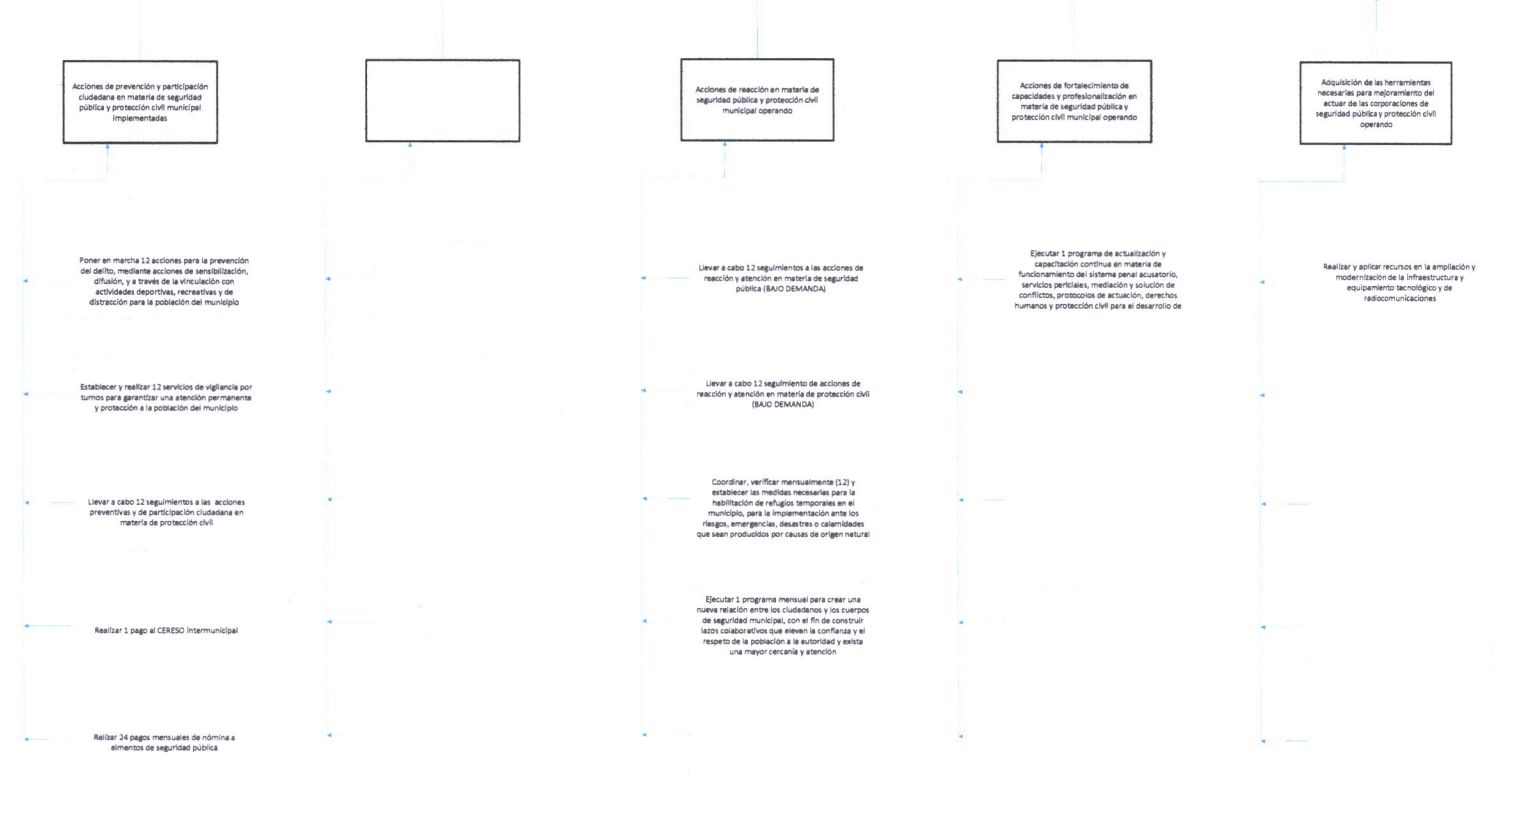 Acciones de prevención y participación
ciudadana en materia de seguridad
pública y protección civil municipal
implementadas
Acciones de reacción en materia de
seguridad pública y protección civil
municipal operando
Acciones de fortalecimiento de
capacidades y profesionalización en
materia de seguridad pública y
protección civil municipal operando
Adquisición de las herramientas
necesarias para mejoramiento del
actuar de las corporaciones de
seguridad pública y protección civil
operando
Poner en marcha 12 acciones para la prevención
del delito, mediante acciones de sensibilización,
difusión, y a través de la vinculación con
actividades deportivas, recreativas y de
distracción para la población del municipio
Llevar a cabo 12 seguimientos a las acciones de
reacción y atención en materia de seguridad
pública (BAJO DEMANDA)
Ejecutar 1 programa de actualización y
capacitación continua en materia de
funcionamiento del sistema penal acusatorio,
servicios periciales, mediación y solución de
conflictos, protocolos de actuación, derechos
humanos y protección civil para el desarrollo de
Realizar y aplicar recursos en la ampliación y
modernización de la infraestructura y
equipamiento tecnológico y de
radiocomunicaciones
Establecer y realizar 12 servicios de vigilancia por
turnos para garantizar una atención permanente
y protección a la población del municipio
Llevar a cabo 12 seguimiento de acciones de
reacción y atención en materia de protección civil
(BAJO DEMANDA)
Llevar a cabo 12 seguimientos a las acciones
preventivas y de participación ciudadana en
materia de protección civil
Coordinar, verificar mensualmente (12) y
establecer las medidas necesarias para la
habilitación de refugios temporales en el
municipio, para la implementación ante los
riesgos, emergencias, desastres o calamidades
que sean producidos por causas de origen natural
Realizar 1 pago al CERESO intermunicipal
Ejecutar 1 programa mensual para crear una
nueva relación entre los ciudadanos y los cuerpos
de seguridad municipal, con el fin de construir
lazos colaborativos que eleven la confianza y el
respeto de la población a la autoridad y exista
una mayor cercanía y atención
Relizar 24 pagos mensuales de nómina a
elmentos de seguridad pública